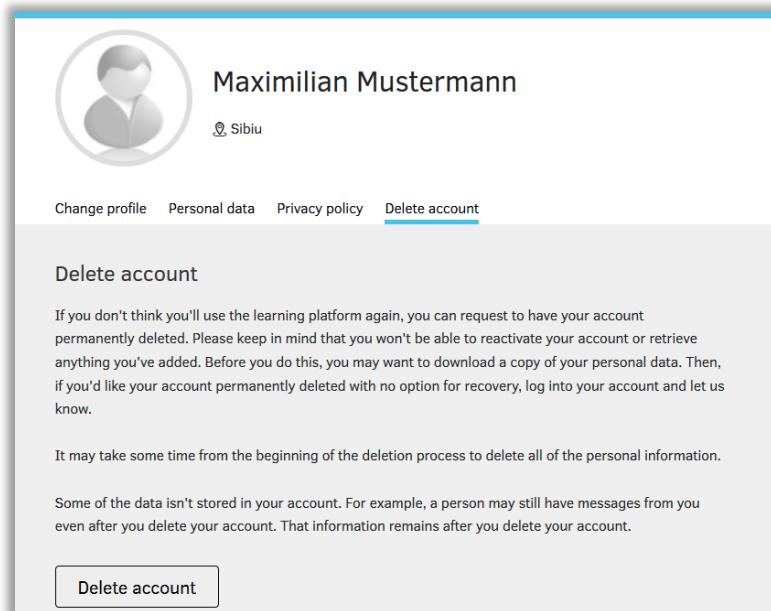 Maximilian Mustermann
Sibiu
Change profile Personal data Privacy policy Delete account
Delete account
If you don't think you'll use the learning platform again, you can request to have your account
permanently deleted. Please keep in mind that you won't be able to reactivate your account or retrieve
anything you've added. Before you do this, you may want to download a copy of your personal data. Then,
if you'd like your account permanently deleted with no option for recovery, log into your account and let us
know.
It may take some time from the beginning of the deletion process to delete all of the personal information.
Some of the data isn't stored in your account. For example, a person may still have messages from you
even after you delete your account. That information remains after you delete your account.
Delete account